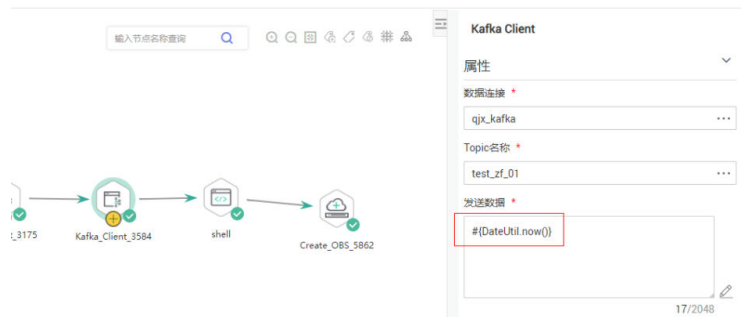 输入节点名称查询
Kafka Client
属性
数据连接 *
qjx_kafka
Topic名称 *
test_zf_01
发送数据 *
#{DateUtil.now()}
17/2048
_3175
Kafka_Client_3584
shell
Create_OBS_5862